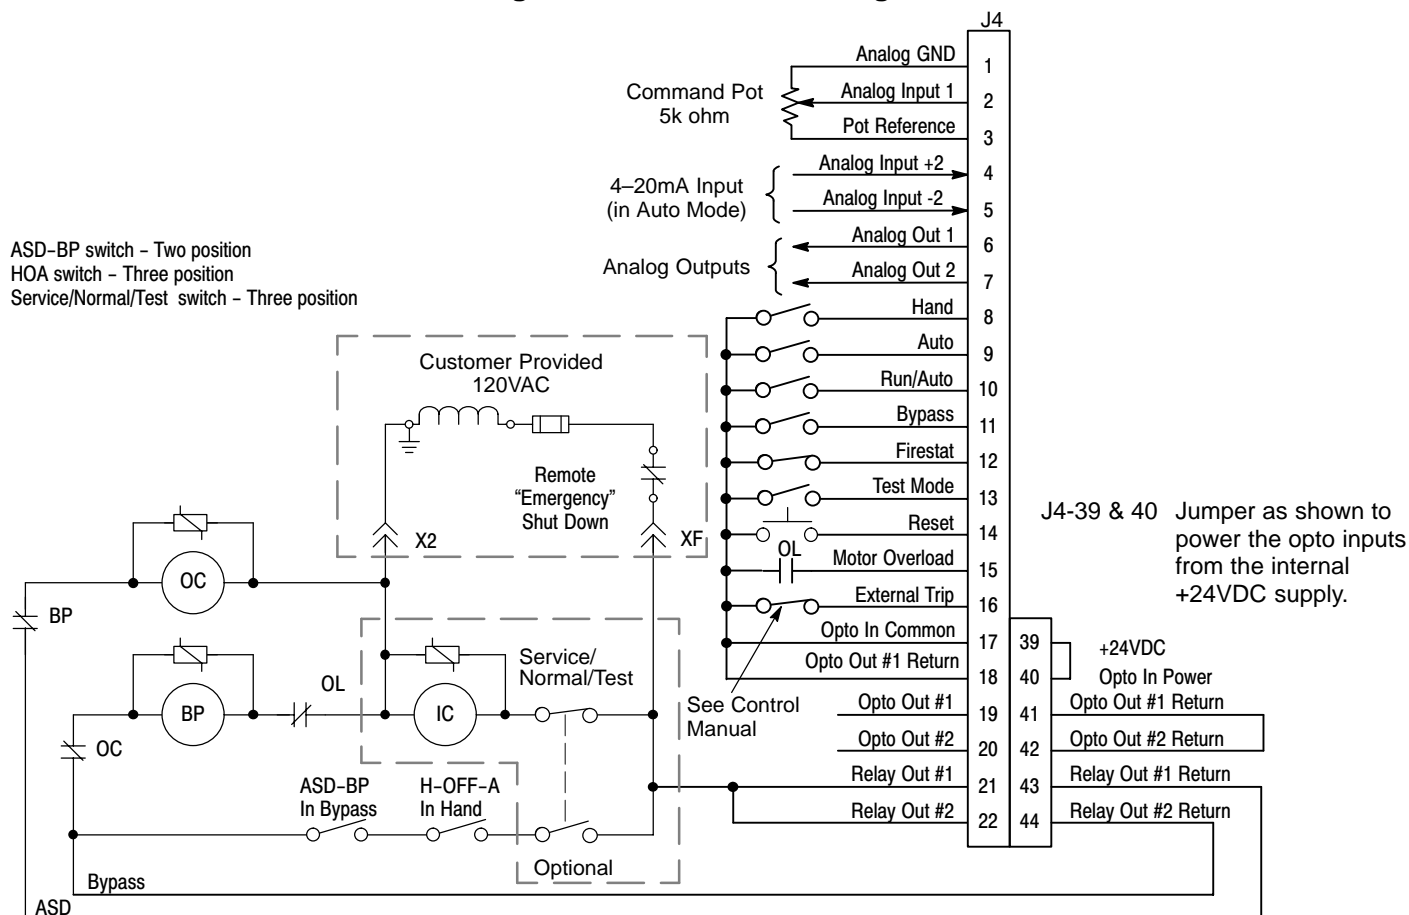 J4
Analog GND
1
Command Pot
5k ohm
Analog Input 1
2
Pot Reference
3
4–20mA Input
(in Auto Mode)
Analog Input +2
4
Analog Input -2
5
Analog Outputs
Analog Out 1
6
Analog Out 2
7
ASD-BP switch - Two position
HOA switch - Three position
Service/Normal/Test switch - Three position
Hand
8
Auto
9
Run/Auto
10
Bypass
11
Firestat
12
Test Mode
13
Reset
14
OL
Motor Overload
15
External Trip
16
Opto In Common
17
Opto Out #1 Return
18
Opto Out #1
19
Opto Out #2
20
Relay Out #1
21
Relay Out #2
22
See Control
Manual
J4-39 & 40 Jumper as shown to
power the opto inputs
from the internal
+24VDC supply.
39
+24VDC
40
Opto In Power
41
Opto Out #1 Return
42
Opto Out #2 Return
43
Relay Out #1 Return
44
Relay Out #2 Return
Customer Provided
120VAC
Remote
“Emergency”
Shut Down
X2
XF
OC
BP
BP
OL
OC
IC
Service/
Normal/Test
ASD-BP
In Bypass
H-OFF-A
In Hand
Optional
Bypass
ASD